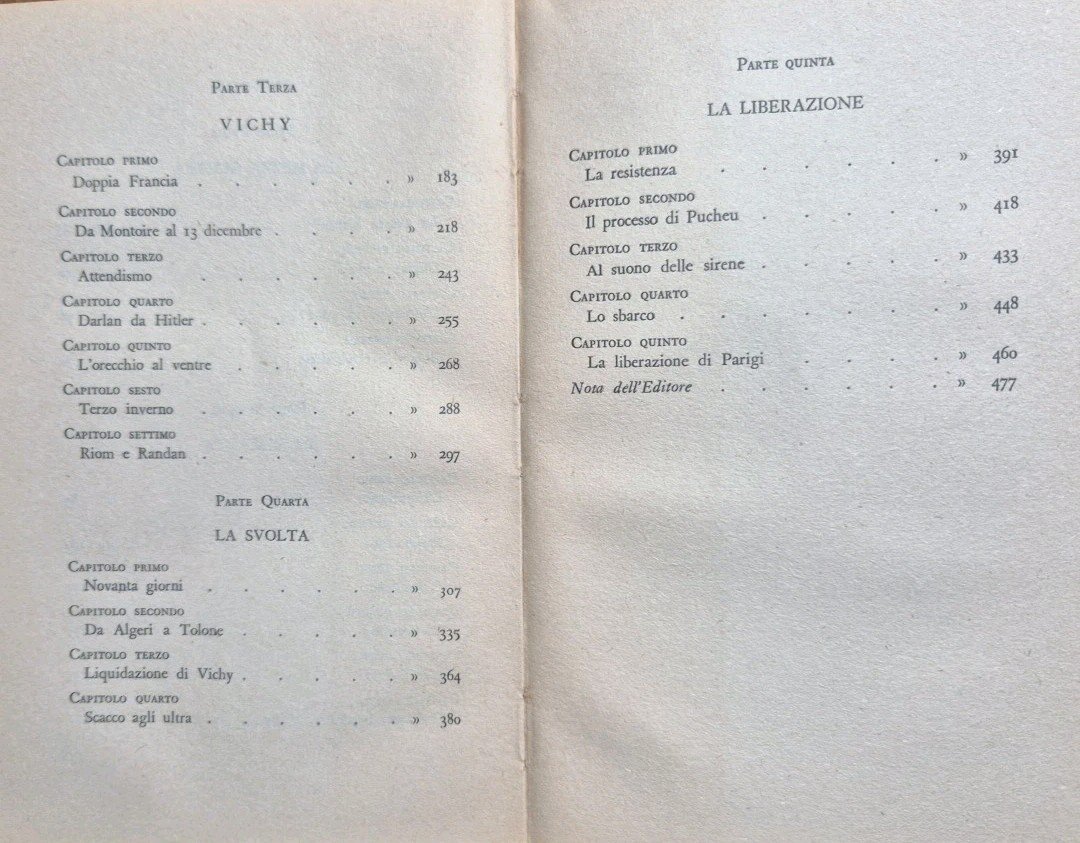 Parte Terza
VICHY
Capitolo primo
Doppia Francia . . . . . . » 183
Capitolo secondo
Da Montoire al 13 dicembre . . . . » 218
Capitolo terzo
Attendismo . . . . . . » 243
Capitolo quarto
Darlan da Hitler . . . . . . » 255
Capitolo quinto
L'orecchio al ventre . . . . . » 268
Capitolo sesto
Terzo inverno . . . . . . » 288
Capitolo settimo
Riom e Randan . . . . . . » 297
Parte Quarta
LA SVOLTA
Capitolo primo
Novanta giorni . . . . . . » 307
Capitolo secondo
Da Algeri a Tolone . . . . . » 335
Capitolo terzo
Liquidazione di Vichy . . . . . » 364
Capitolo quarto
Scacco agli ultra . . . . . . » 380
Parte quinta
LA LIBERAZIONE
Capitolo primo
La resistenza . . . . . . » 391
Capitolo secondo
Il processo di Pucheu . . . . . » 418
Capitolo terzo
Al suono delle sirene . . . . . » 433
Capitolo quarto
Lo sbarco . . . . . . . » 448
Capitolo quinto
La liberazione di Parigi . . . . » 460
Nota dell'Editore . . . . . . » 477